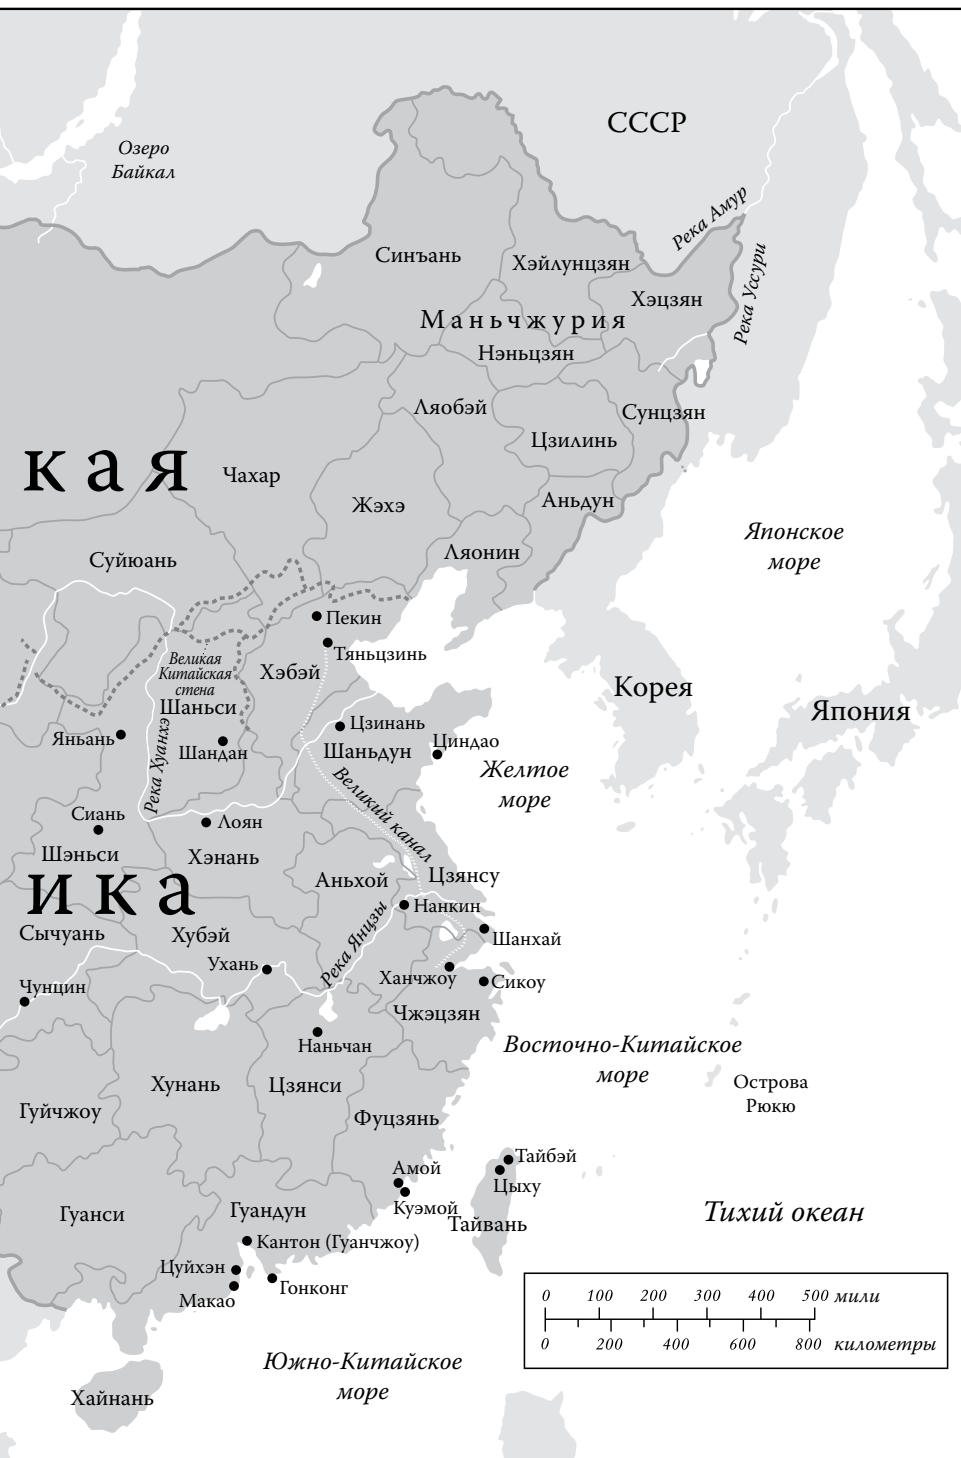 СССР
Озеро
Байкал
Река Амур
Река Уссури
Синъань
Хэйлунцзян
Хэцзян
Маньчжурия
Нэньцзян
Ляобэй
Сунцзян
Цзилинь
кая
Чахар
Жэхэ
Аньдун
Японское
море
Суйюань
Ляонин
Пекин
Тяньцзинь
Великая
Китайская
стена
Хэбэй
Корея
Шаньси
Япония
Яньань
Шандан
Река Хуанхэ
Цзинань
Шаньдун
Циндао
Желтое
море
Великий канал
Сиань
Лоян
Шэньси
Хэнань
ика
Аньхой
Цзянсу
Нанкин
Сычуань
Хубэй
Река Янцзы
Шанхай
Ухань
Ханчжоу
Сикоу
Чунцин
Чжэцзян
Наньчан
Восточно-Китайское
море
Хунань
Цзянси
Острова
Рюкю
Гуйчжоу
Фуцзянь
Тайбэй
Амой
Цыху
Куэмой
Гуанси
Гуандун
Тайвань
Тихий океан
Кантон (Гуанчжоу)
Цуйхэн
Гонконг
Макао
0 100 200 300 400 500 мили
0 200 400 600 800 километры
Южно-Китайское
море
Хайнань